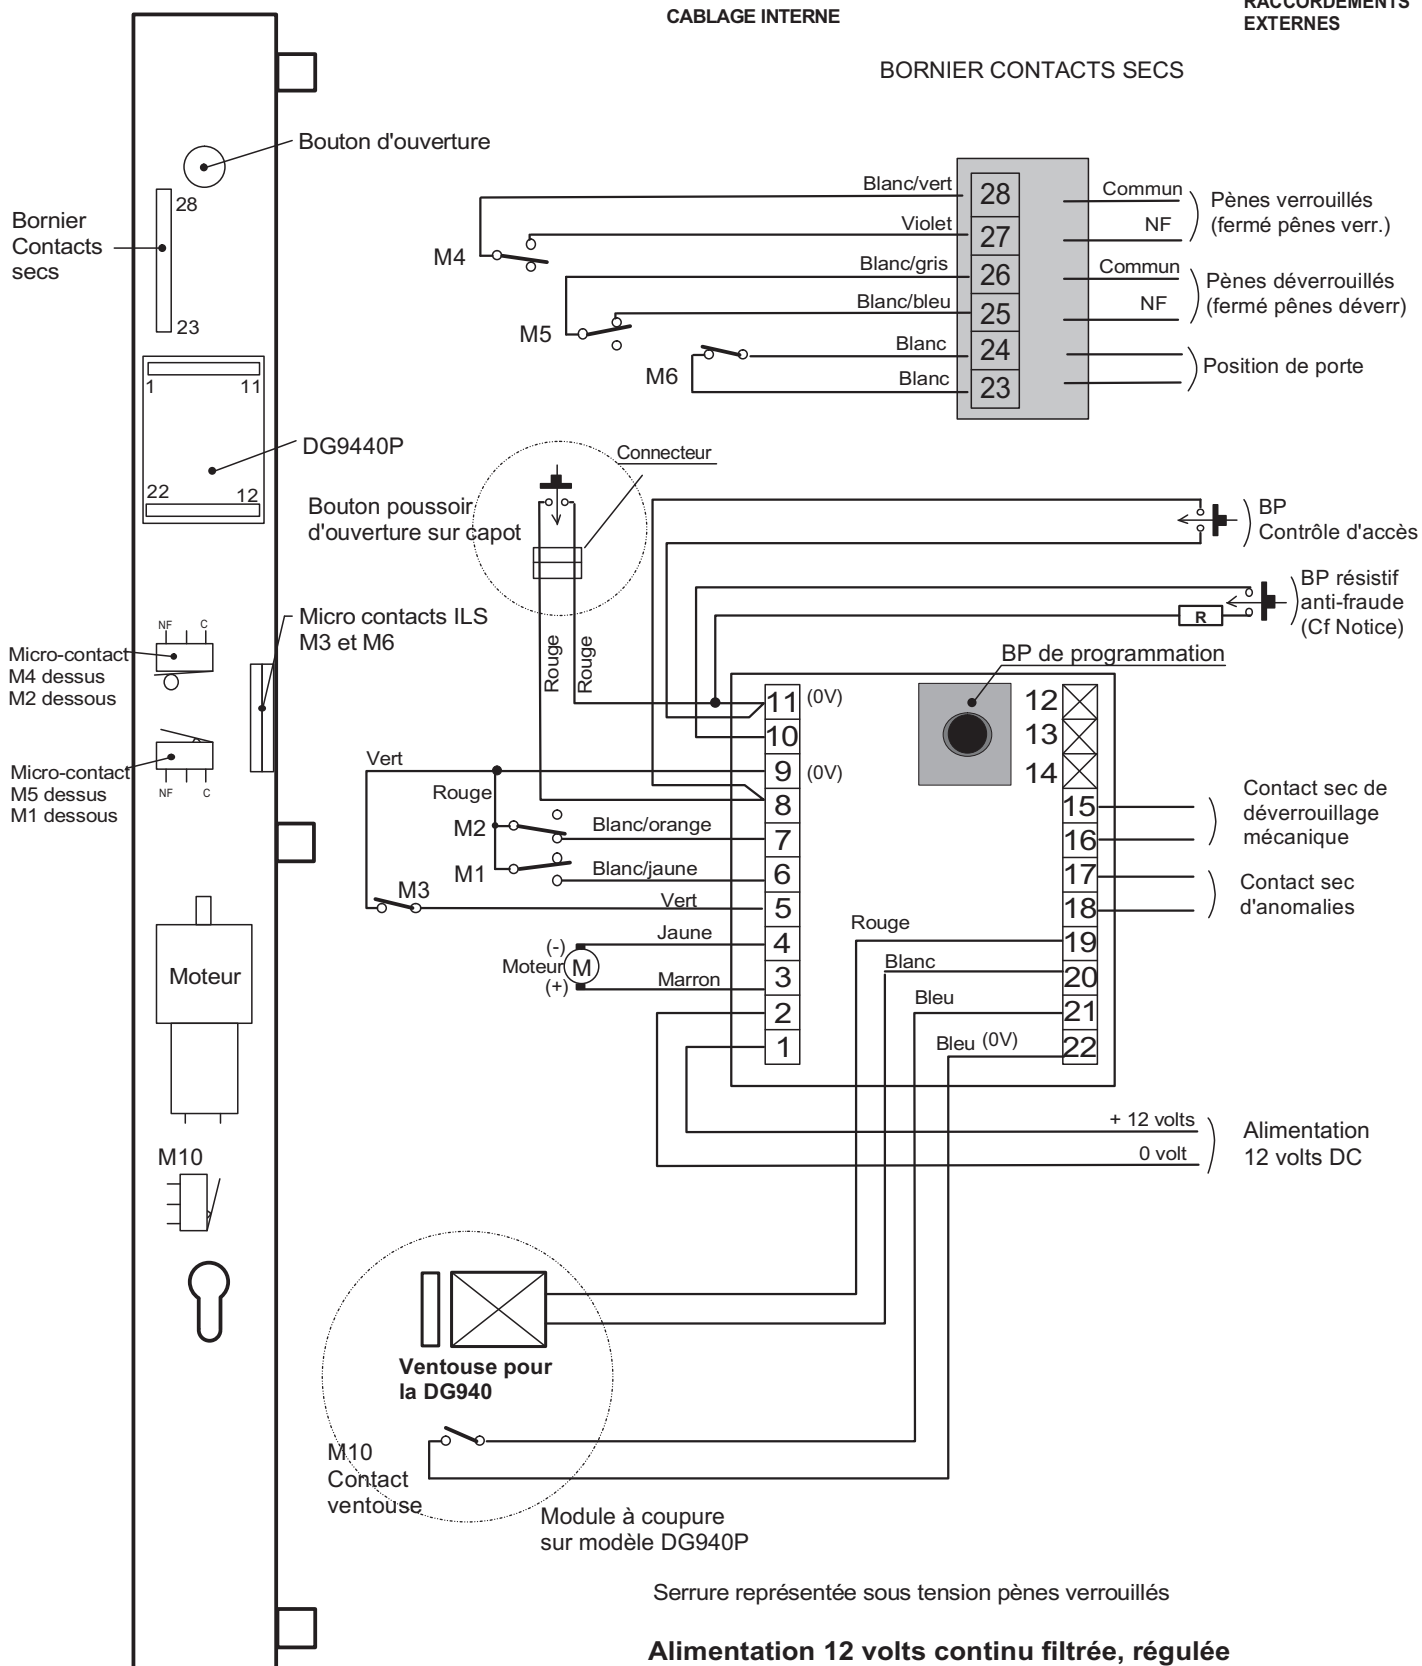 CABLAGE INTERNE
RACCORDEMENTS
EXTERNES
BORNIER CONTACTS SECS
Bouton d'ouverture
Bornier
Contacts
secs
28
23
1 11
DG9440P
22 12
Blanc/vert
28
Commun
Violet
27
NF
Pènes verrouillés
(fermé pênes verr.)
M4
Blanc/gris
26
Commun
Blanc/bleu
25
NF
Pènes déverrouillés
(fermé pênes déverr)
M5
Blanc
24
M6
Blanc
23
Position de porte
Connecteur
Bouton poussoir
d'ouverture sur capot
BP
Contrôle d'accès
BP résistif
anti-fraude
(Cf Notice)
R
Rouge
Rouge
BP de programmation
NF C
Micro-contact
M4 dessus
M2 dessous
Micro contacts ILS
M3 et M6
Micro-contact
M5 dessus
M1 dessous
NF C
11 (0V)
10
9 (0V)
8
7
6
5
4
3
2
1
12
13
14
15
16
17
18
19
20
21
22
Vert
Rouge
M2
Blanc/orange
M1
Blanc/jaune
M3
Vert
Jaune
(-)
Moteur
M
(+)
Marron
Contact sec de
déverrouillage
mécanique
Contact sec
d'anomalies
Rouge
Blanc
Bleu
Bleu (0V)
Moteur
+ 12 volts
0 volt
Alimentation
12 volts DC
M10
Ventouse pour
la DG940
M10
Contact
ventouse
Module à coupure
sur modèle DG940P
Serrure représentée sous tension pènes verrouillés
Alimentation 12 volts continu filtrée, régulée